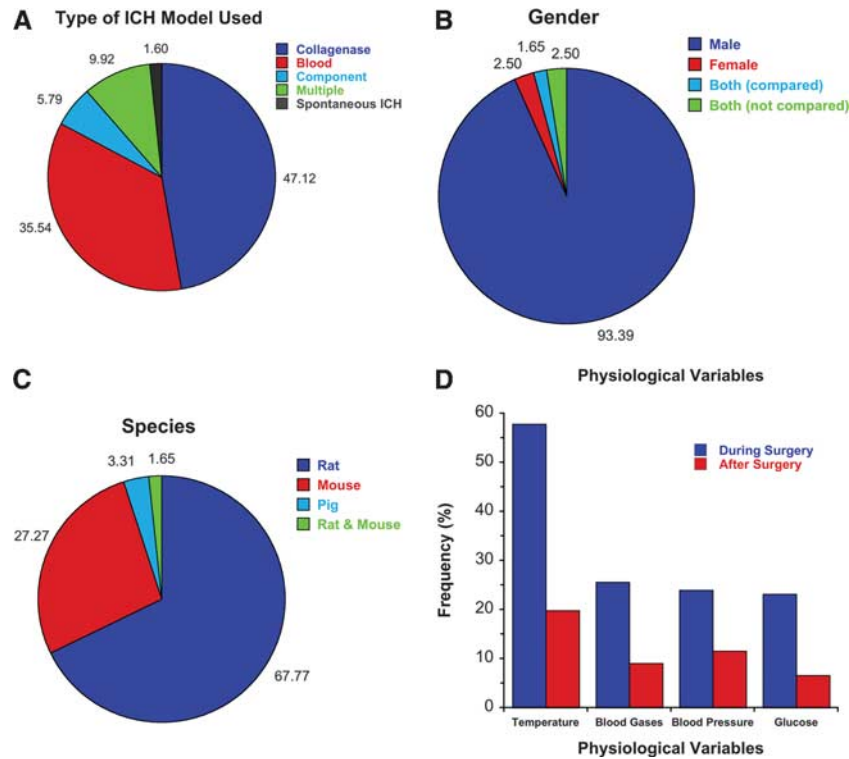 A
Type of ICH Model Used
1.60
9.92
5.79
35.54
47.12
Collagenase
Blood
Component
Multiple
Spontaneous ICH
B
Gender
1.65
2.50
2.50
93.39
Male
Female
Both (compared)
Both (not compared)
C
Species
3.31
1.65
27.27
67.77
Rat
Mouse
Pig
Rat & Mouse
D
Physiological Variables
During Surgery
After Surgery
Frequency (%)
60
50
40
30
20
10
0
Temperature
Blood Gases
Blood Pressure
Glucose
Physiological Variables